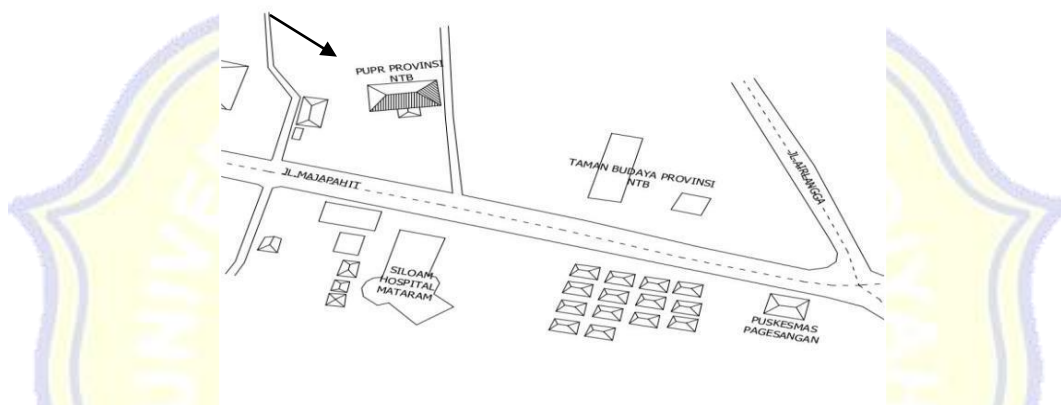 PUPR PROVINSI
NTB
JL.MAJAPAHIT
TAMAN BUDAYA PROVINSI
NTB
JL.AIRLANGGA
SILOAM
HOSPITAL
MATARAM
PUSKESMAS
PAGESANGAN